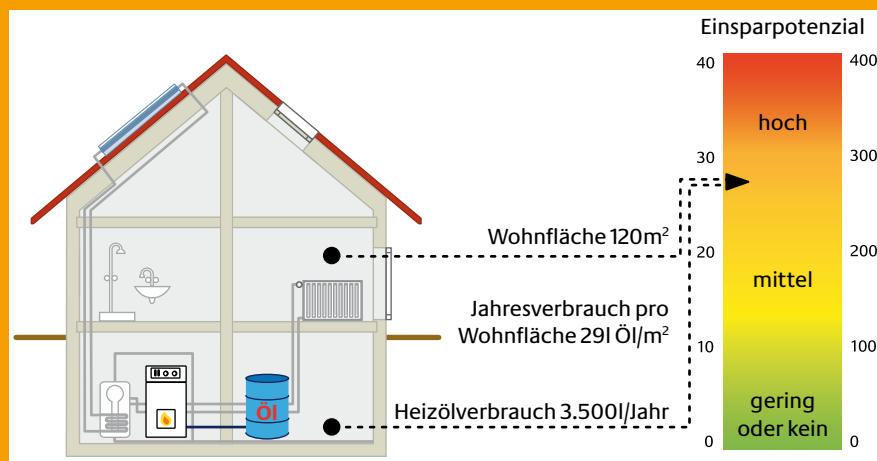 Einsparpotenzial
40
400
hoch
30
300
Wohnfläche 120m²
20
200
mittel
Jahresverbrauch pro
Wohnfläche 29l Öl/m²
10
100
Öl
Heizölverbrauch 3.500l/Jahr
gering
oder kein
0
0